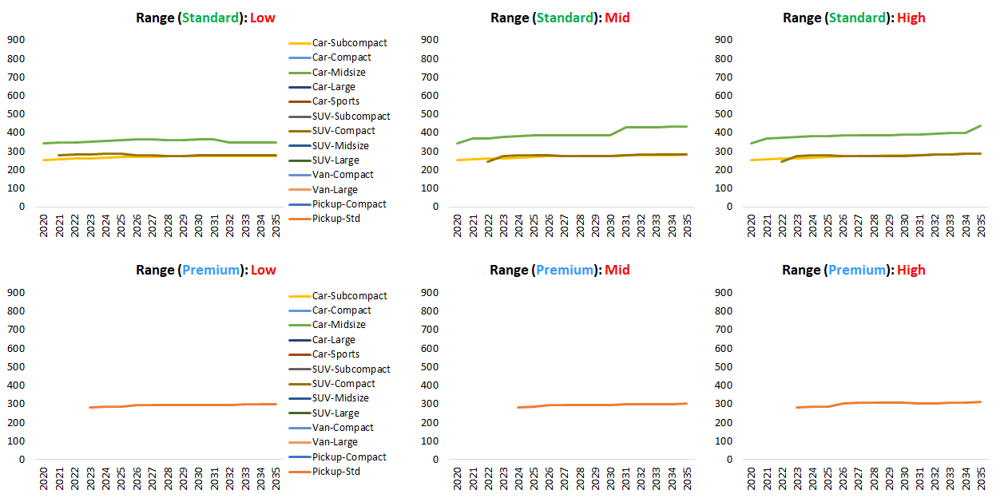 Range (Standard): Low
900
800
700
600
500
400
300
200
100
0
2020 2021 2022 2023 2024 2025 2026 2027 2028 2029 2030 2031 2032 2033 2034 2035
Car-Subcompact
Car-Compact
Car-Midsize
Car-Large
Car-Sports
SUV-Subcompact
SUV-Compact
SUV-Midsize
SUV-Large
Van-Compact
Van-Large
Pickup-Compact
Pickup-Std
Range (Standard): Mid
900
800
700
600
500
400
300
200
100
0
2020 2021 2022 2023 2024 2025 2026 2027 2028 2029 2030 2031 2032 2033 2034 2035
Range (Standard): High
900
800
700
600
500
400
300
200
100
0
2020 2021 2022 2023 2024 2025 2026 2027 2028 2029 2030 2031 2032 2033 2034 2035
Range (Premium): Low
900
800
700
600
500
400
300
200
100
0
2020 2021 2022 2023 2024 2025 2026 2027 2028 2029 2030 2031 2032 2033 2034 2035
Car-Subcompact
Car-Compact
Car-Midsize
Car-Large
Car-Sports
SUV-Subcompact
SUV-Compact
SUV-Midsize
SUV-Large
Van-Compact
Van-Large
Pickup-Compact
Pickup-Std
Range (Premium): Mid
900
800
700
600
500
400
300
200
100
0
2020 2021 2022 2023 2024 2025 2026 2027 2028 2029 2030 2031 2032 2033 2034 2035
Range (Premium): High
900
800
700
600
500
400
300
200
100
0
2020 2021 2022 2023 2024 2025 2026 2027 2028 2029 2030 2031 2032 2033 2034 2035